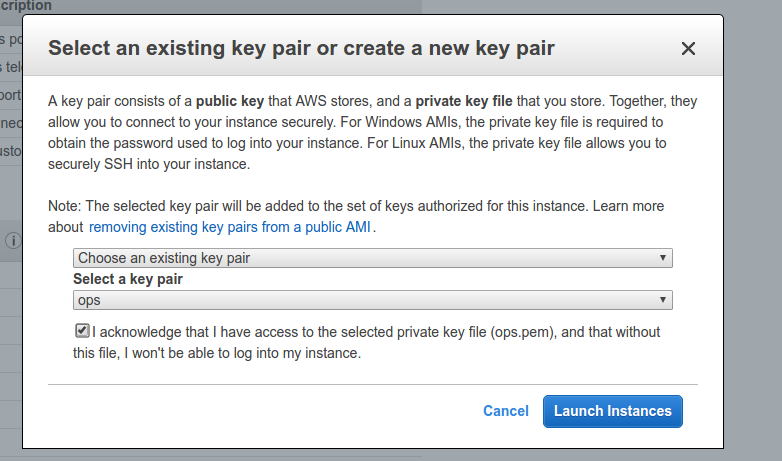 cription
Select an existing key pair or create a new key pair
s po
s tel
port
nec
usto
A key pair consists of a public key that AWS stores, and a private key file that you store. Together, they
allow you to connect to your instance securely. For Windows AMIs, the private key file is required to
obtain the password used to log into your instance. For Linux AMIs, the private key file allows you to
securely SSH into your instance.
Note: The selected key pair will be added to the set of keys authorized for this instance. Learn more
about removing existing key pairs from a public AMI.
Choose an existing key pair
Select a key pair
ops
I acknowledge that I have access to the selected private key file (ops.pem), and that without
this file, I won't be able to log into my instance.
Cancel Launch Instances